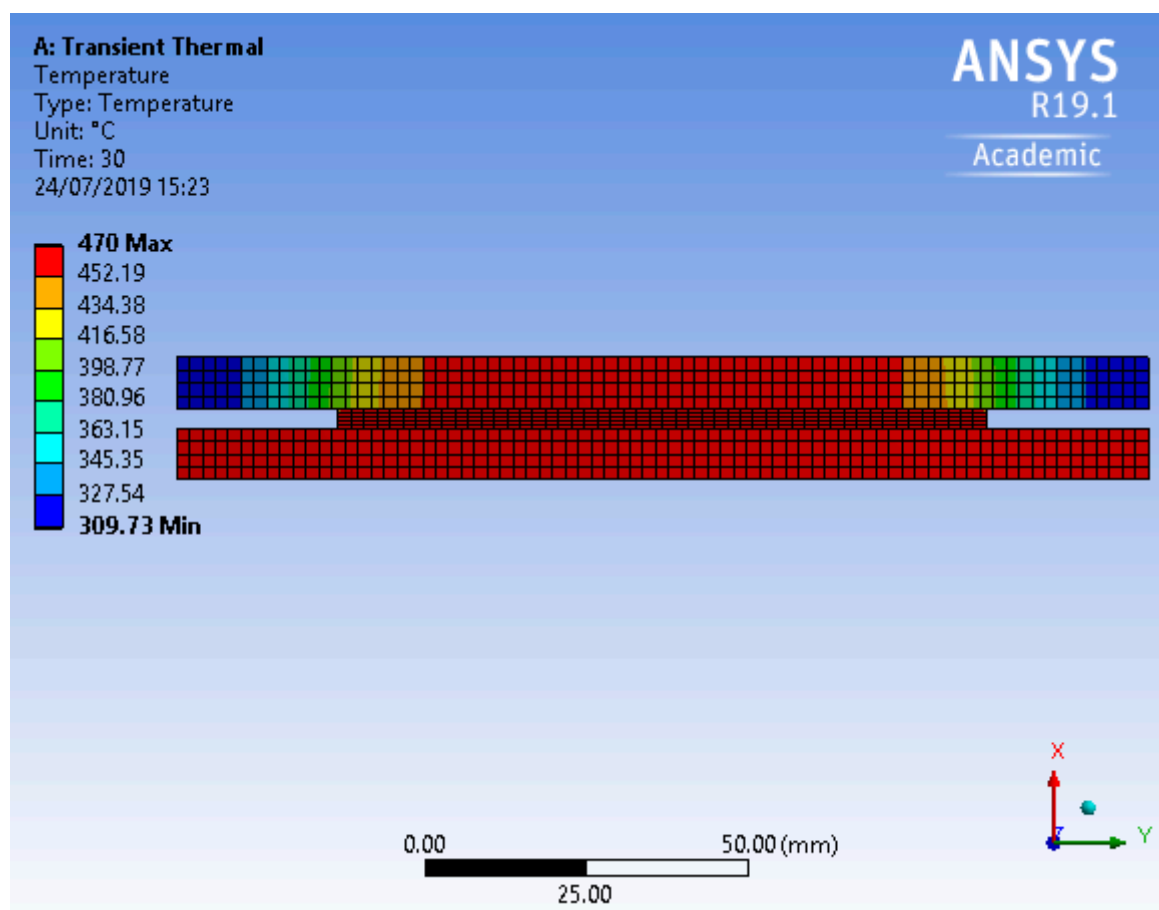 A: Transient Thermal
Temperature
Type: Temperature
Unit: °C
Time: 30
24/07/2019 15:23
ANSYS
R19.1
Academic
470 Max
452.19
434.38
416.58
398.77
380.96
363.15
345.35
327.54
309.73 Min
0.00
50.00 (mm)
25.00
X
Y
Z